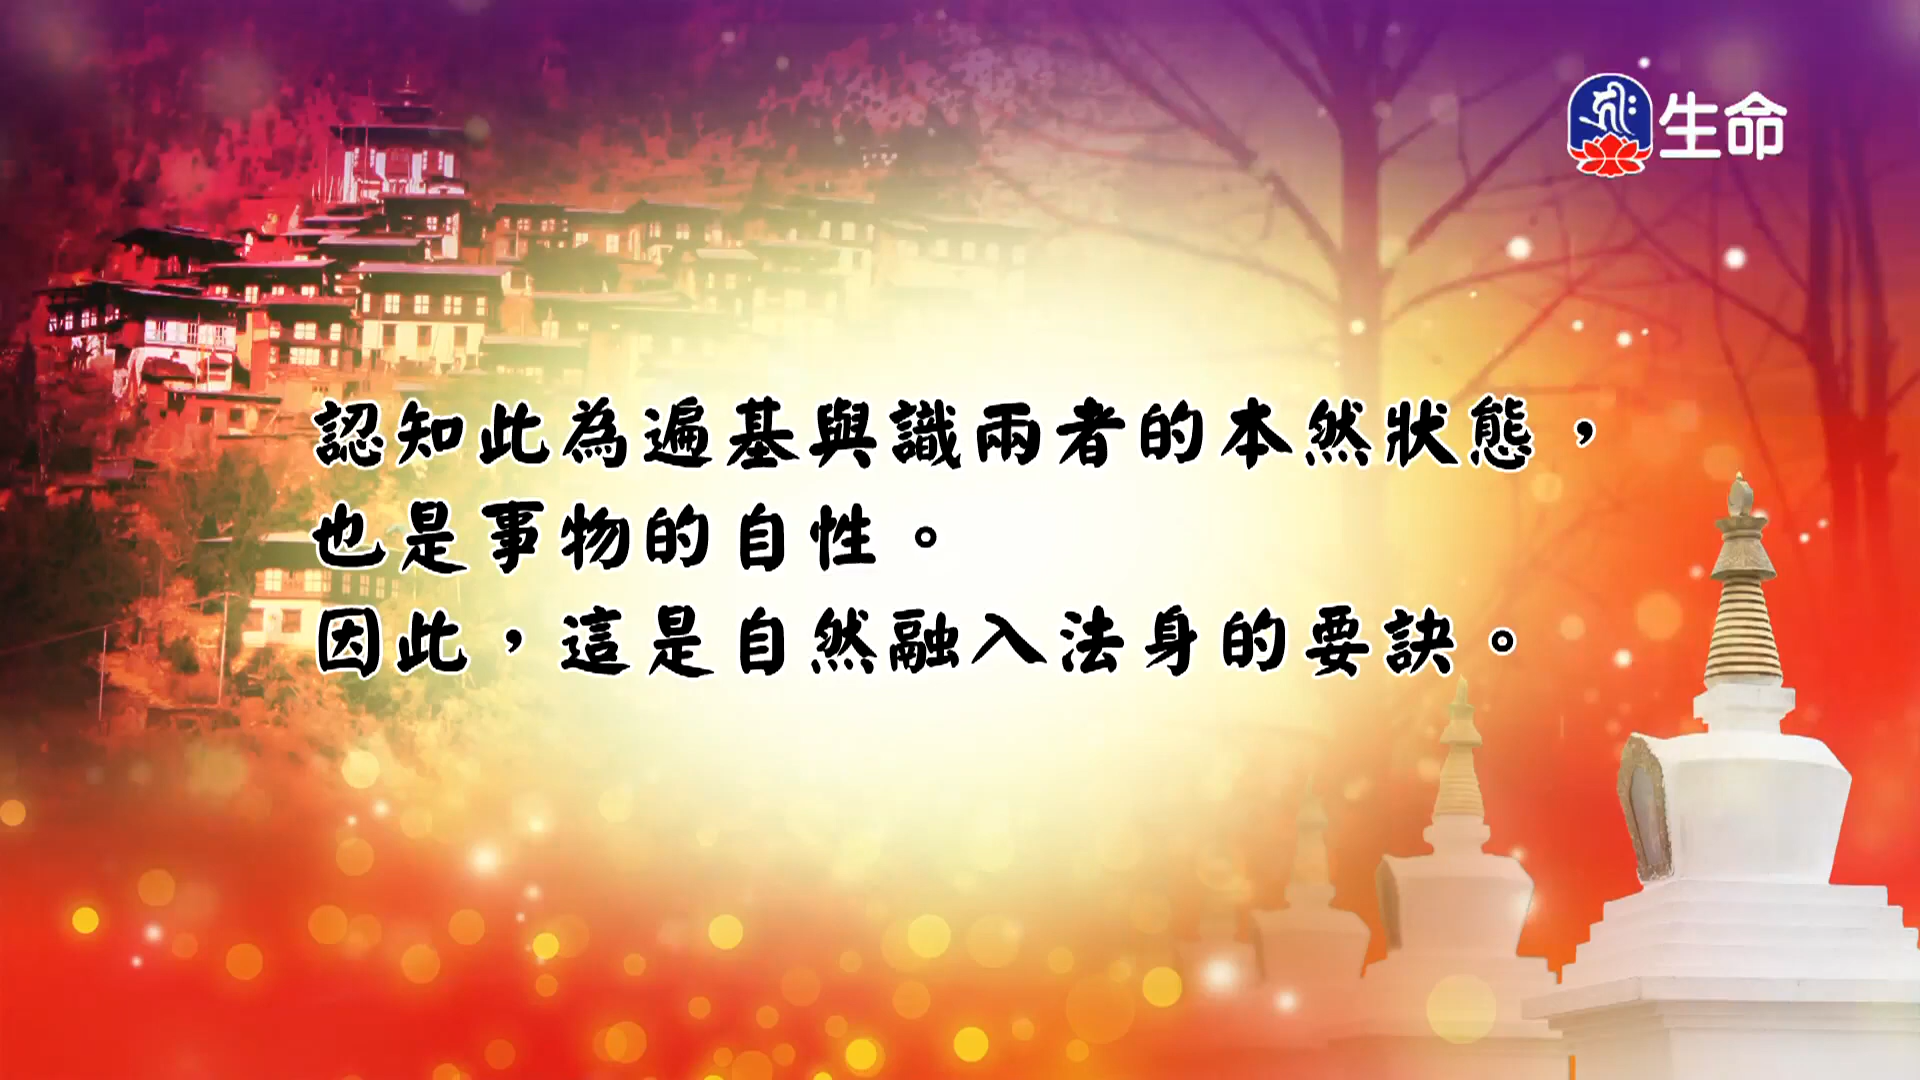 生命
認知此為遍基與識兩者的本然狀態，
也是事物的自性。
因此，這是自然融入法身的要訣。